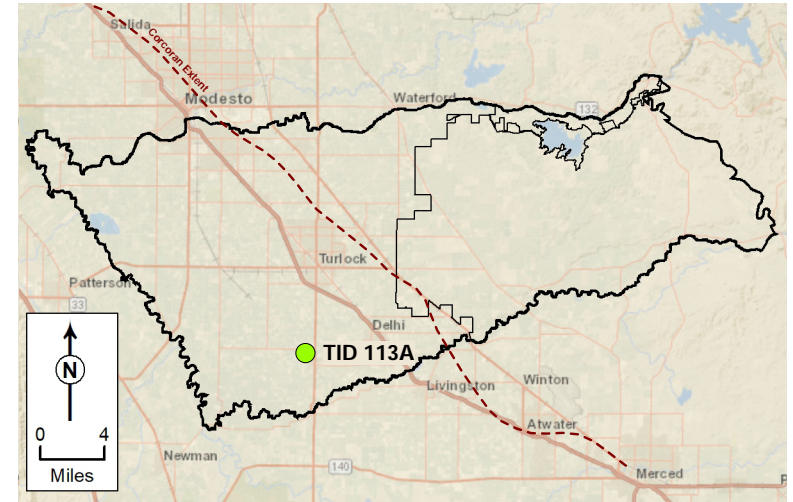 Salida
Corcoran Extent
Modesto
Waterford
132
Turlock
Patterson
33
Delhi
TID 113A
N
0 4
Miles
Livingston
Winton
Atwater
Newman
140
Merced
P